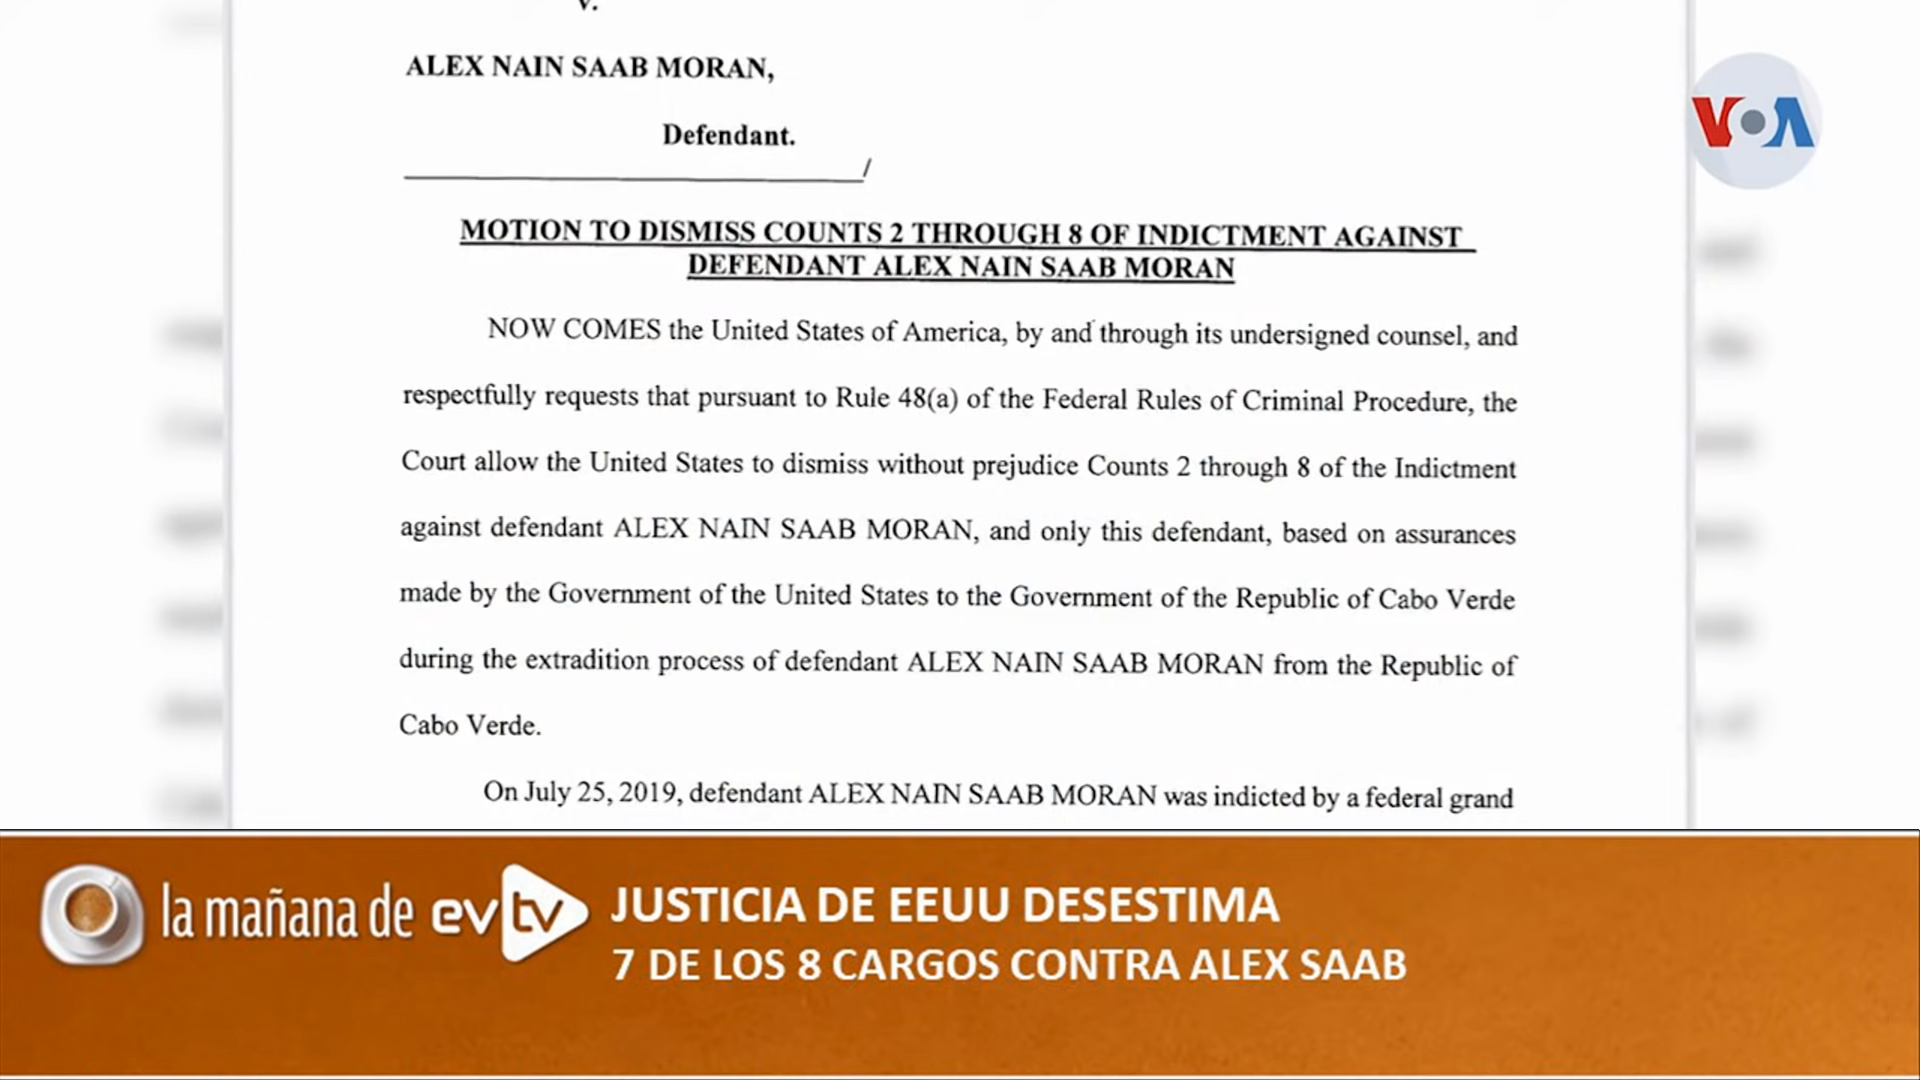 v.
ALEX NAIN SAAB MORAN,
Defendant.
/
MOTION TO DISMISS COUNTS 2 THROUGH 8 OF INDICTMENT AGAINST
DEFENDANT ALEX NAIN SAAB MORAN
NOW COMES the United States of America, by and through its undersigned counsel, and
respectfully requests that pursuant to Rule 48(a) of the Federal Rules of Criminal Procedure, the
Court allow the United States to dismiss without prejudice Counts 2 through 8 of the Indictment
against defendant ALEX NAIN SAAB MORAN, and only this defendant, based on assurances
made by the Government of the United States to the Government of the Republic of Cabo Verde
during the extradition process of defendant ALEX NAIN SAAB MORAN from the Republic of
Cabo Verde.
On July 25, 2019, defendant ALEX NAIN SAAB MORAN was indicted by a federal grand
VOA
la mañana de evtv
JUSTICIA DE EEUU DESESTIMA
7 DE LOS 8 CARGOS CONTRA ALEX SAAB